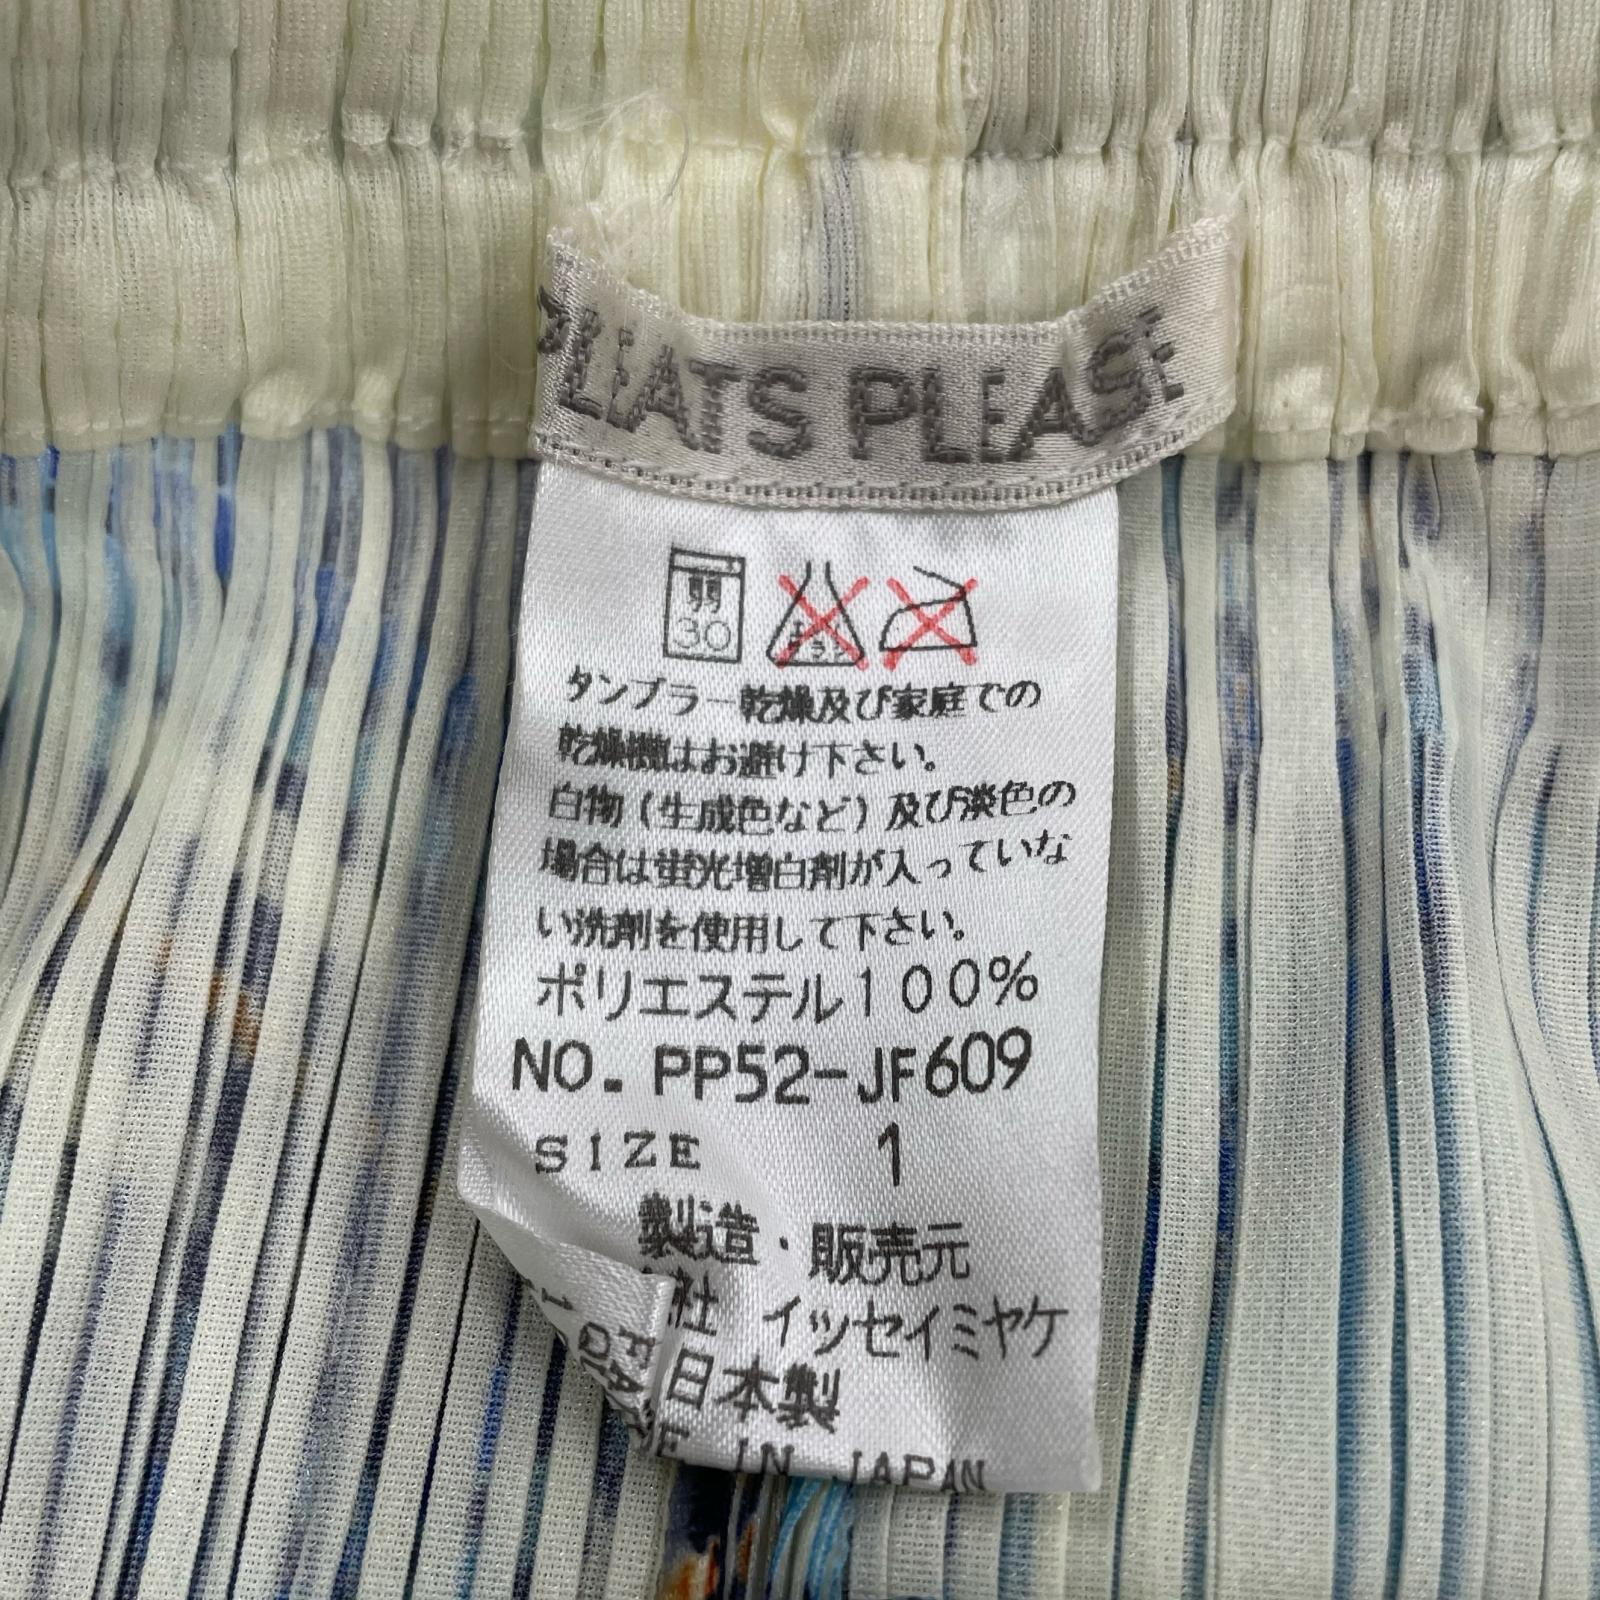 PLEATS PLEASE
弱
30
タンブラー乾燥及び家庭での
乾燥機はお避け下さい。
白物(生成色など)及び淡色の
場合は蛍光増白剤が入っていな
い洗剤を使用して下さい。
ポリエステル100%
NO. PP52-JF609
SIZE 1
製造・販売元
社 イッセイミヤケ
日本製
IN JAPAN